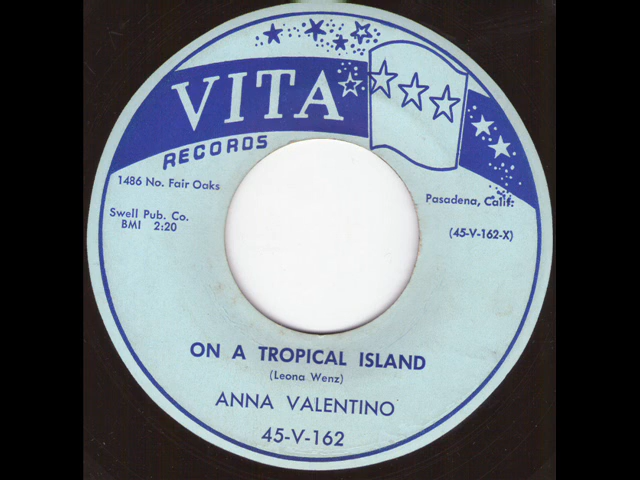 VITA
RECORDS
1486 No. Fair Oaks
Pasadena, Calif.
Swell Pub. Co.
BMI 2:20
(45-V-162-X)
ON A TROPICAL ISLAND
(Leona Wenz)
ANNA VALENTINO
45-V-162